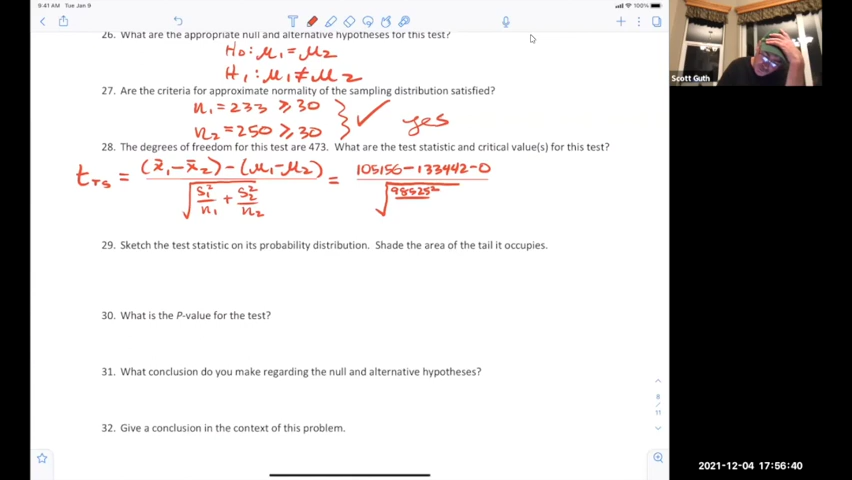 9:41 AM Tue Jan 9
100%
26. What are the appropriate null and alternative hypotheses for this test?
H0: μ1 = μ2
H1: μ1 ≠ μ2
27. Are the criteria for approximate normality of the sampling distribution satisfied?
n1 = 233 ≥ 30
n2 = 250 ≥ 30 } ✓ yes
28. The degrees of freedom for this test are 473. What are the test statistic and critical value(s) for this test?
tTS = (x̄1 − x̄2) − (μ1 − μ2) / √(s1²/n1 + s2²/n2) = 105156 − 133442 − 0 / √98525²
29. Sketch the test statistic on its probability distribution. Shade the area of the tail it occupies.
30. What is the P-value for the test?
31. What conclusion do you make regarding the null and alternative hypotheses?
32. Give a conclusion in the context of this problem.
8
/
11
Scott Guth
2021-12-04 17:56:40